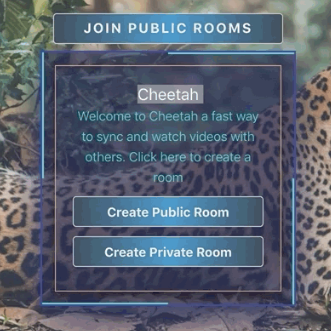 JOIN PUBLIC ROOMS
Cheetah
Welcome to Cheetah a fast way
to sync and watch videos with
others. Click here to create a
room
Create Public Room
Create Private Room